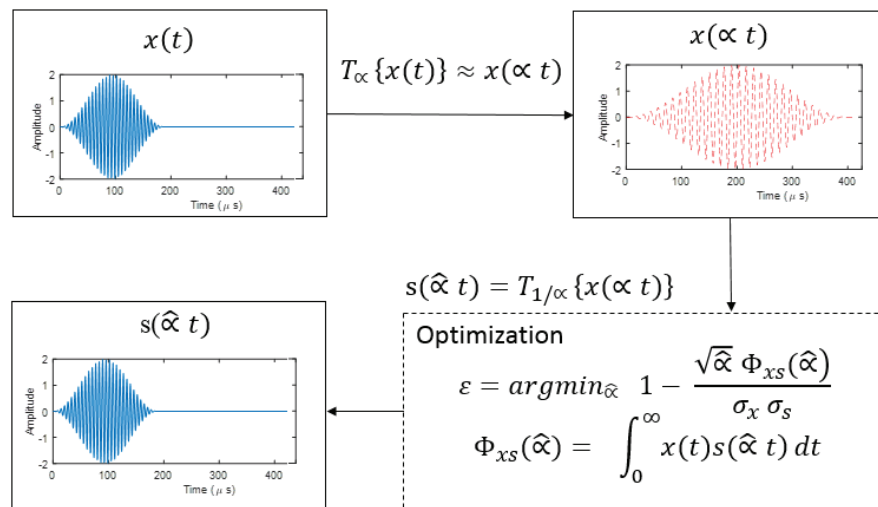 x(t)
Amplitude
2
1
0
-1
-2
0 100 200 300 400
Time (μ s)
T∝ {x(t)} ≈ x(∝ t)
x(∝ t)
Amplitude
2
1
0
-1
-2
0 100 200 300 400
Time (μ s)
s(∝̂ t) = T1/∝ {x(∝ t)}
Optimization
ε = argmin∝̂ 1 − √∝̂ Φxs(∝̂) / σx σs
Φxs(∝̂) = ∫0∞ x(t)s(∝̂ t) dt
s(∝̂ t)
Amplitude
2
1
0
-1
-2
0 100 200 300 400
Time (μ s)